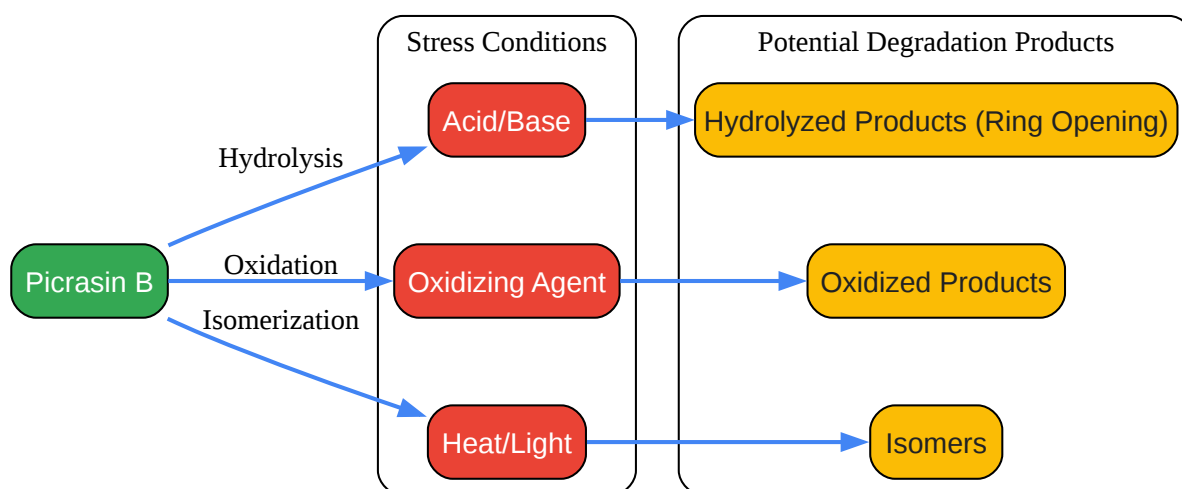 Stress Conditions
Potential Degradation Products
Acid/Base
Hydrolyzed Products (Ring Opening)
Hydrolysis
Picrasin B
Oxidation
Oxidizing Agent
Oxidized Products
Isomerization
Heat/Light
Isomers